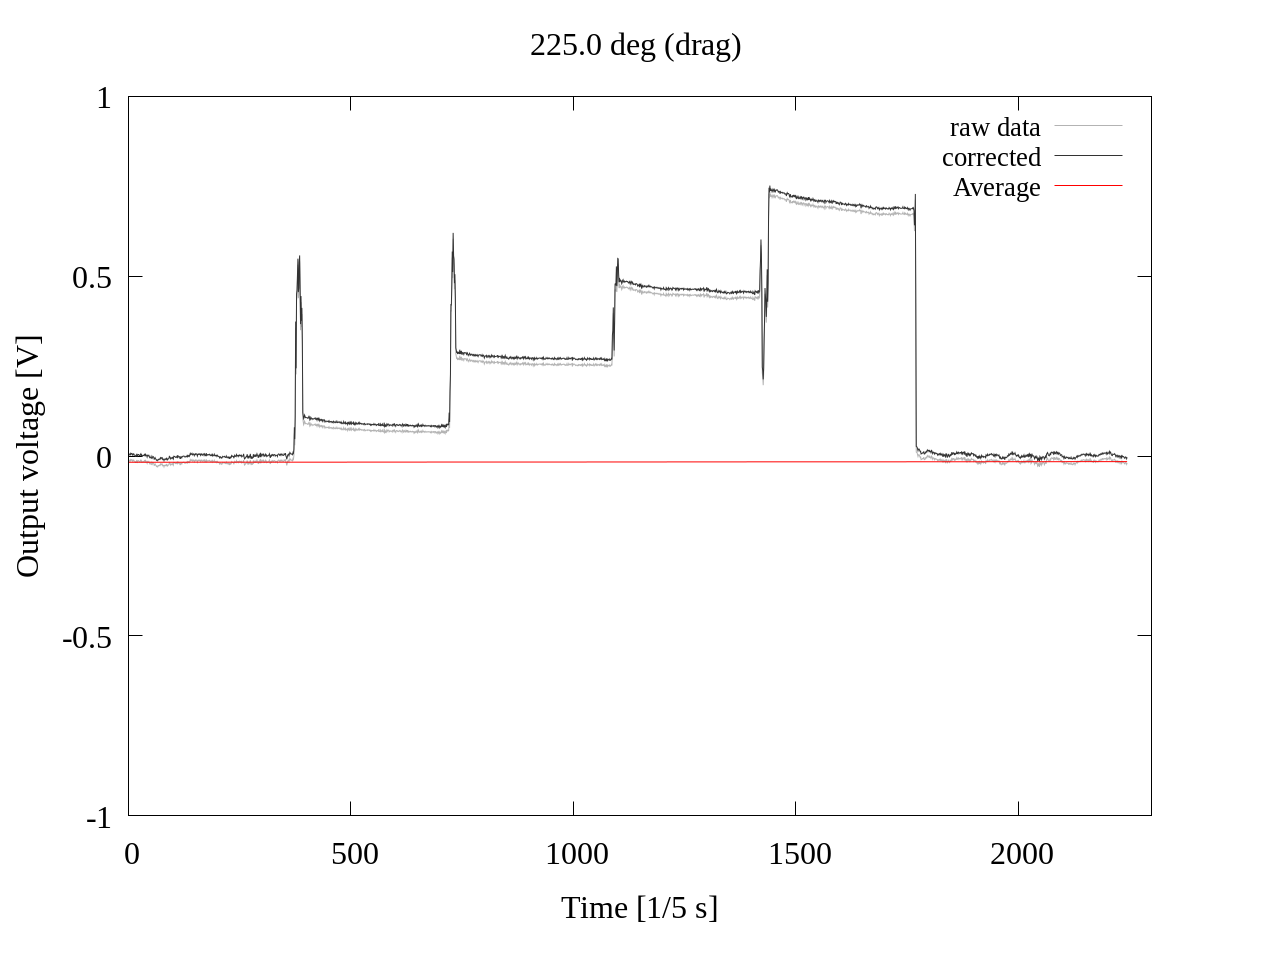 225.0 deg (drag)
1
raw data
corrected
Average
0.5
0
-0.5
-1
Output voltage [V]
0 500 1000 1500 2000
Time [1/5 s]